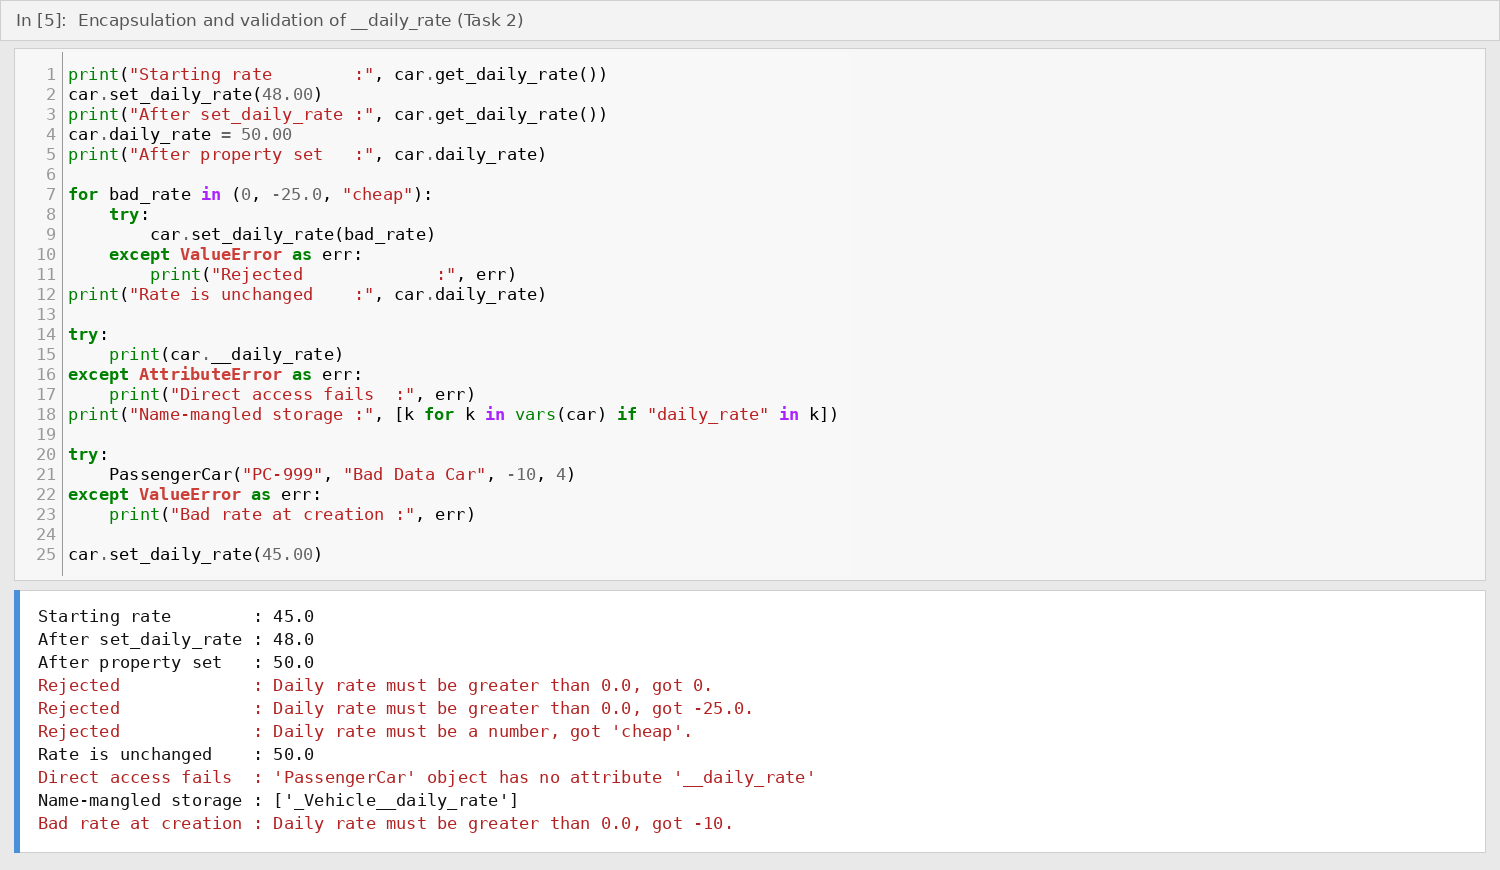 In [5]:  Encapsulation and validation of __daily_rate (Task 2)
1 print("Starting rate        :", car.get_daily_rate())
2 car.set_daily_rate(48.00)
3 print("After set_daily_rate :", car.get_daily_rate())
4 car.daily_rate = 50.00
5 print("After property set   :", car.daily_rate)
6
7 for bad_rate in (0, -25.0, "cheap"):
8     try:
9         car.set_daily_rate(bad_rate)
10     except ValueError as err:
11         print("Rejected             :", err)
12 print("Rate is unchanged    :", car.daily_rate)
13
14 try:
15     print(car.__daily_rate)
16 except AttributeError as err:
17     print("Direct access fails  :", err)
18 print("Name-mangled storage :", [k for k in vars(car) if "daily_rate" in k])
19
20 try:
21     PassengerCar("PC-999", "Bad Data Car", -10, 4)
22 except ValueError as err:
23     print("Bad rate at creation :", err)
24
25 car.set_daily_rate(45.00)
Starting rate        : 45.0
After set_daily_rate : 48.0
After property set   : 50.0
Rejected             : Daily rate must be greater than 0.0, got 0.
Rejected             : Daily rate must be greater than 0.0, got -25.0.
Rejected             : Daily rate must be a number, got 'cheap'.
Rate is unchanged    : 50.0
Direct access fails  : 'PassengerCar' object has no attribute '__daily_rate'
Name-mangled storage : ['_Vehicle__daily_rate']
Bad rate at creation : Daily rate must be greater than 0.0, got -10.